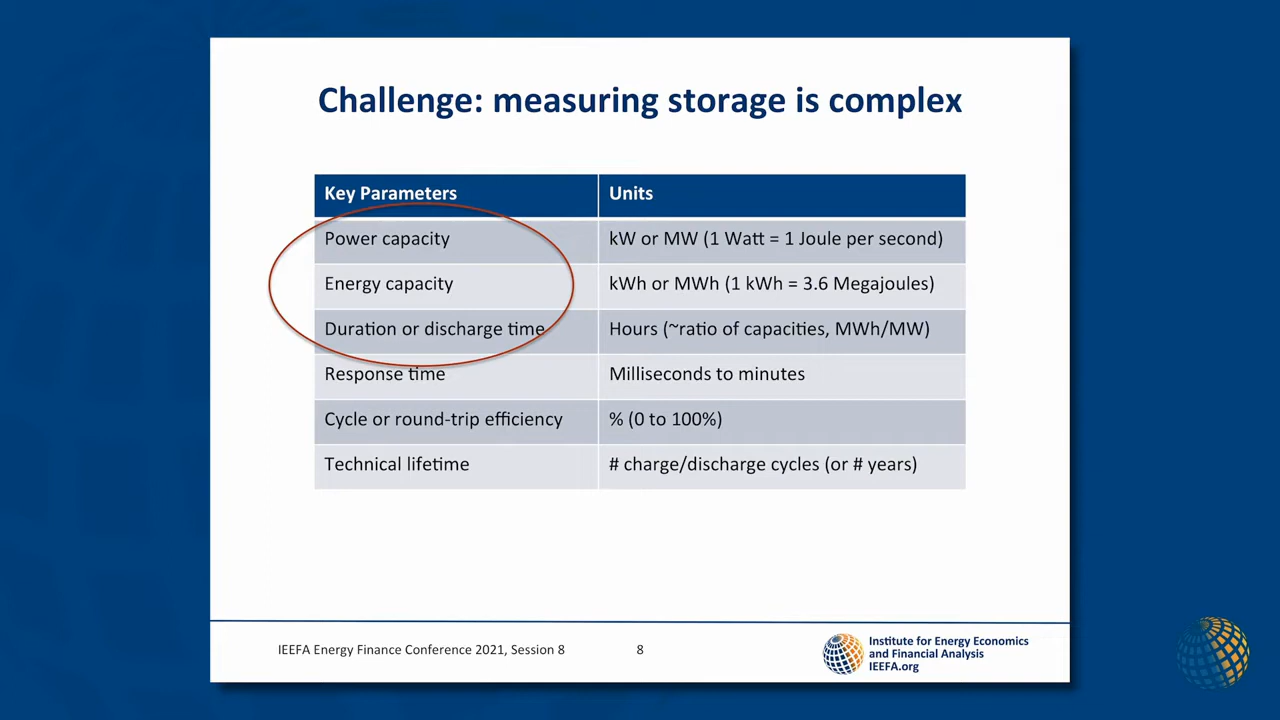 Challenge: measuring storage is complex
Key Parameters Units
Power capacity kW or MW (1 Watt = 1 Joule per second)
Energy capacity kWh or MWh (1 kWh = 3.6 Megajoules)
Duration or discharge time Hours (~ratio of capacities, MWh/MW)
Response time Milliseconds to minutes
Cycle or round-trip efficiency % (0 to 100%)
Technical lifetime # charge/discharge cycles (or # years)
IEEFA Energy Finance Conference 2021, Session 8 8
Institute for Energy Economics
and Financial Analysis
IEEFA.org